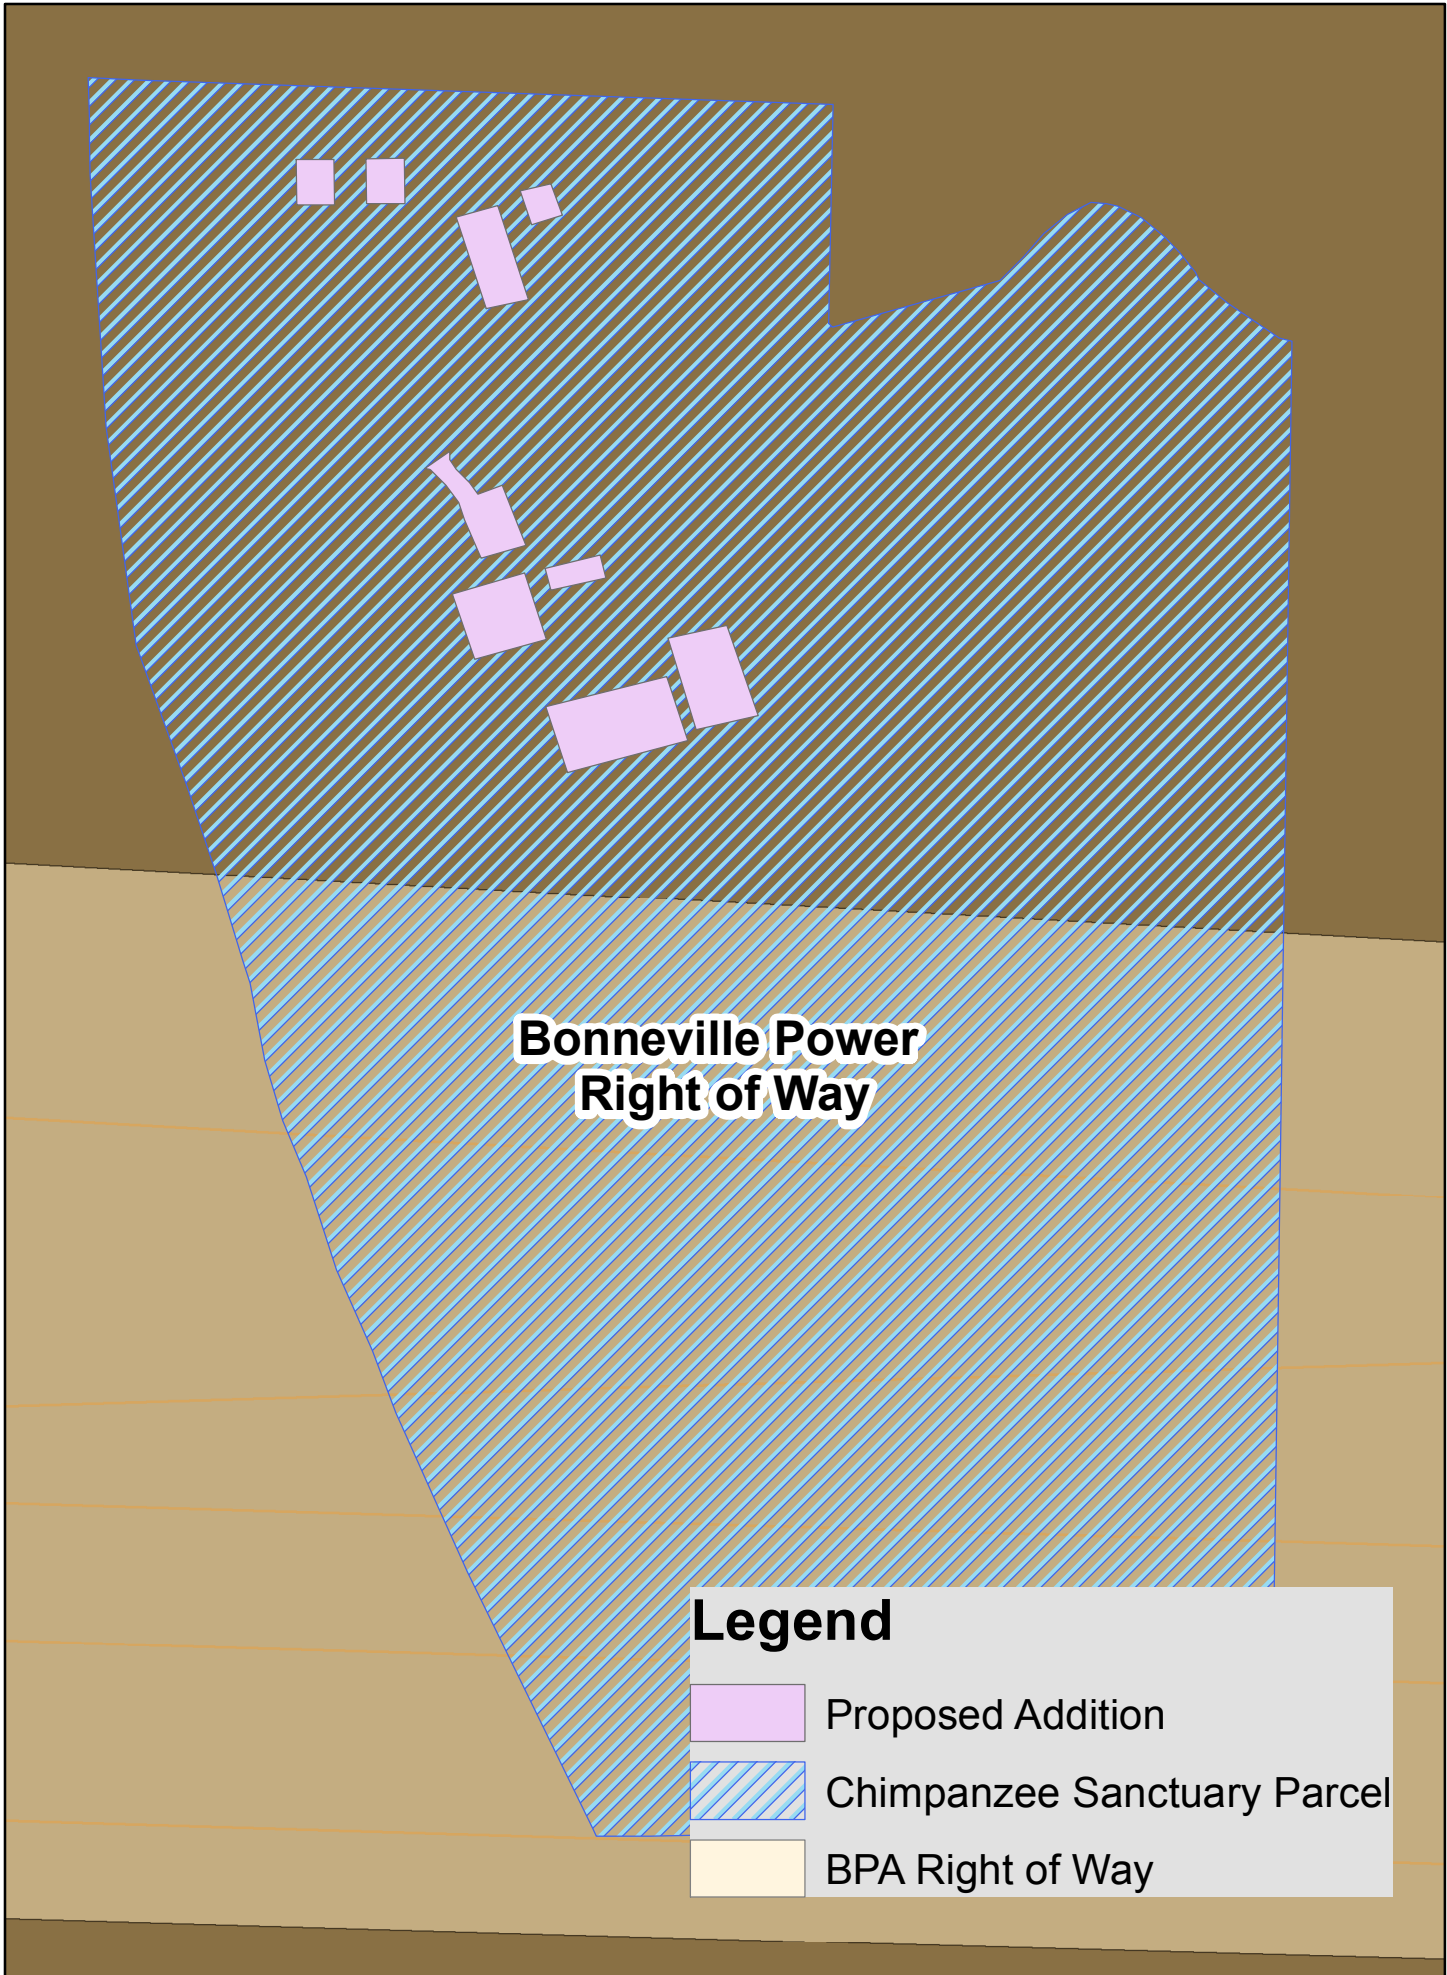 Bonneville Power
Right of Way
Legend
Proposed Addition
Chimpanzee Sanctuary Parcel
BPA Right of Way